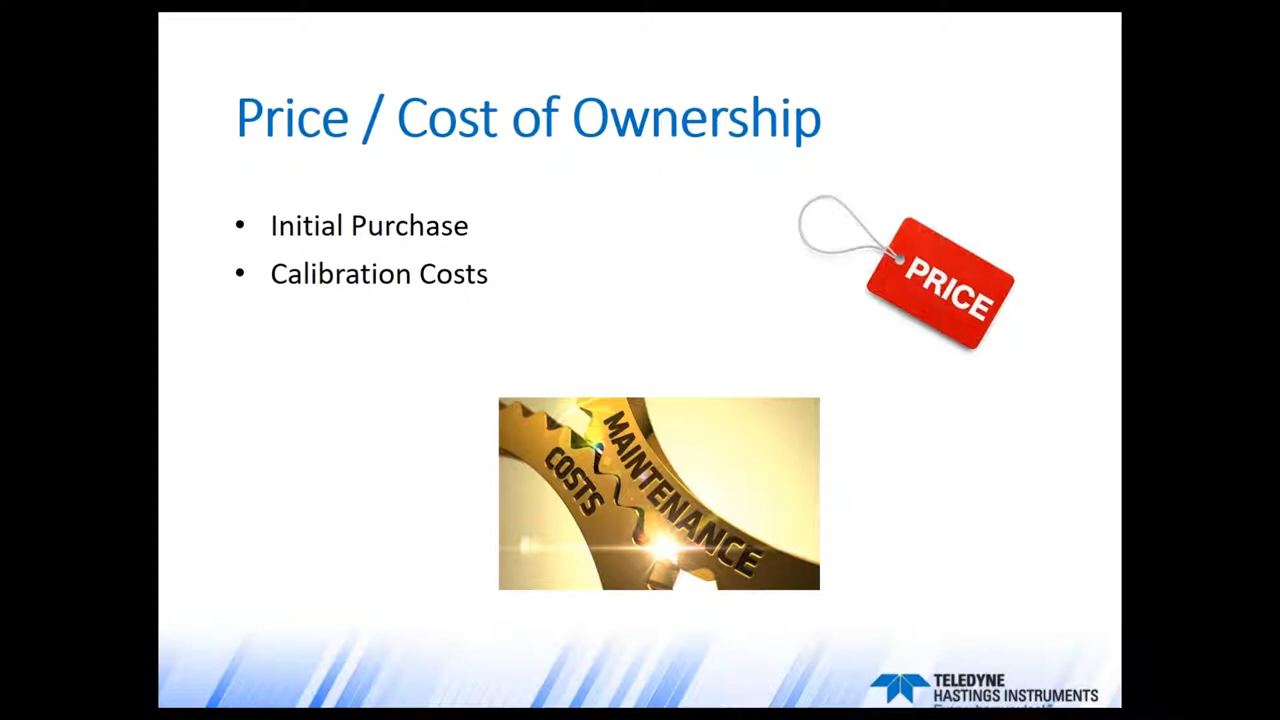 Price / Cost of Ownership
• Initial Purchase
• Calibration Costs
PRICE
COSTS
MAINTENANCE
TELEDYNE
HASTINGS INSTRUMENTS